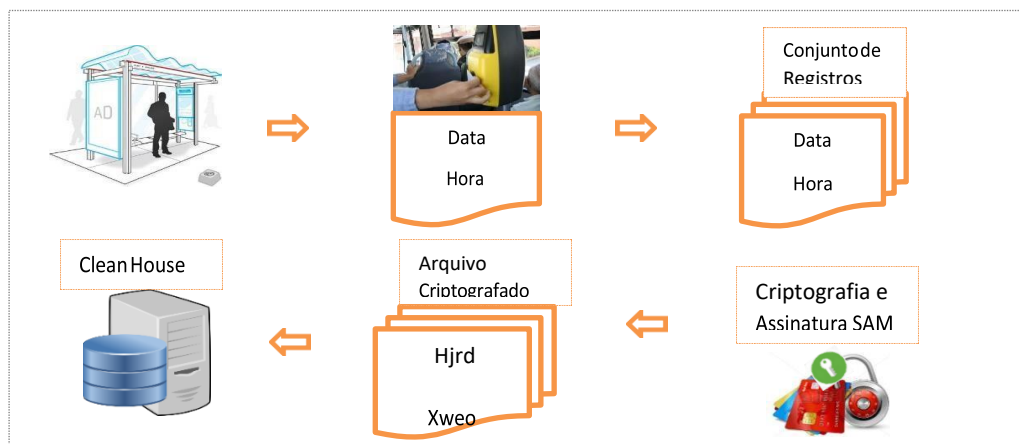 AD
Data
Hora
Conjunto de
Registros
Data
Hora
Clean House
Arquivo
Criptografado
Hjrd
Xweo
Criptografia e
Assinatura SAM